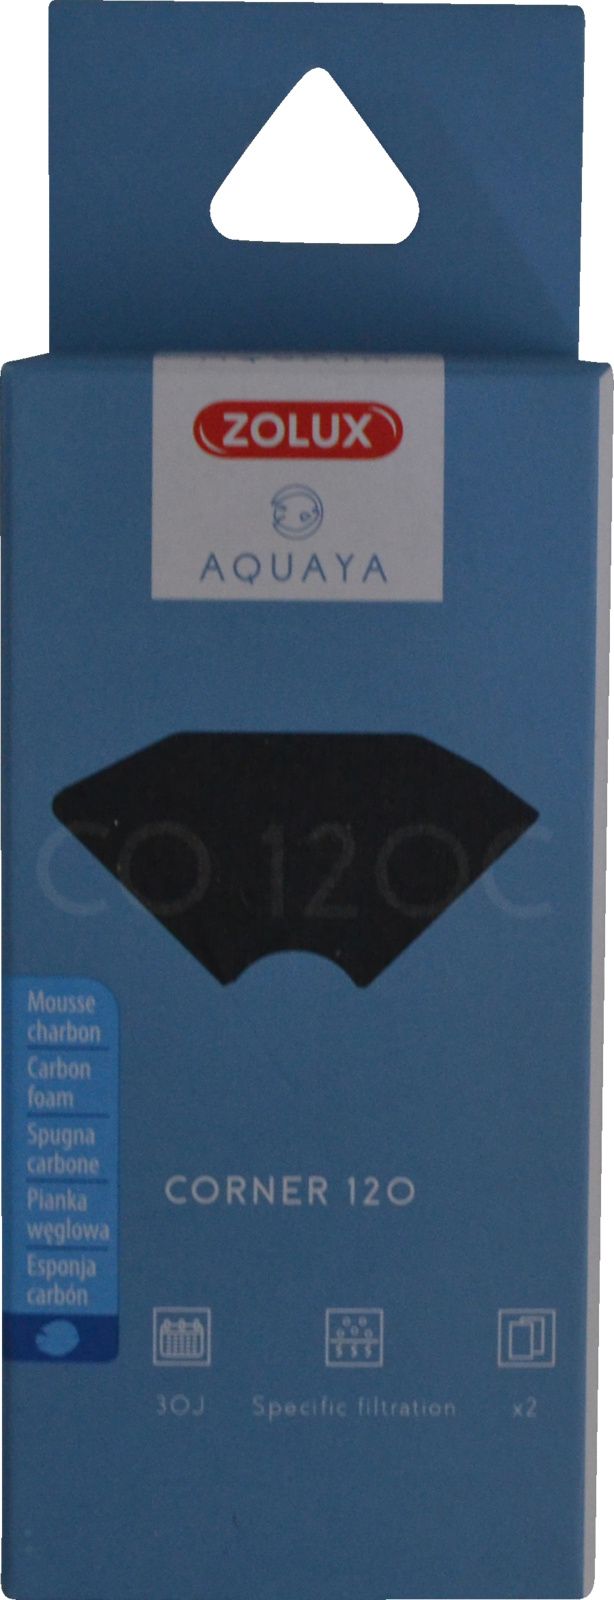 ZOLUX
AQUAYA
CO 120C
Mousse
charbon
Carbon
foam
Spugna
carbone
Pianka
węglowa
Esponja
carbón
CORNER 120
30J
Specific filtration
x2